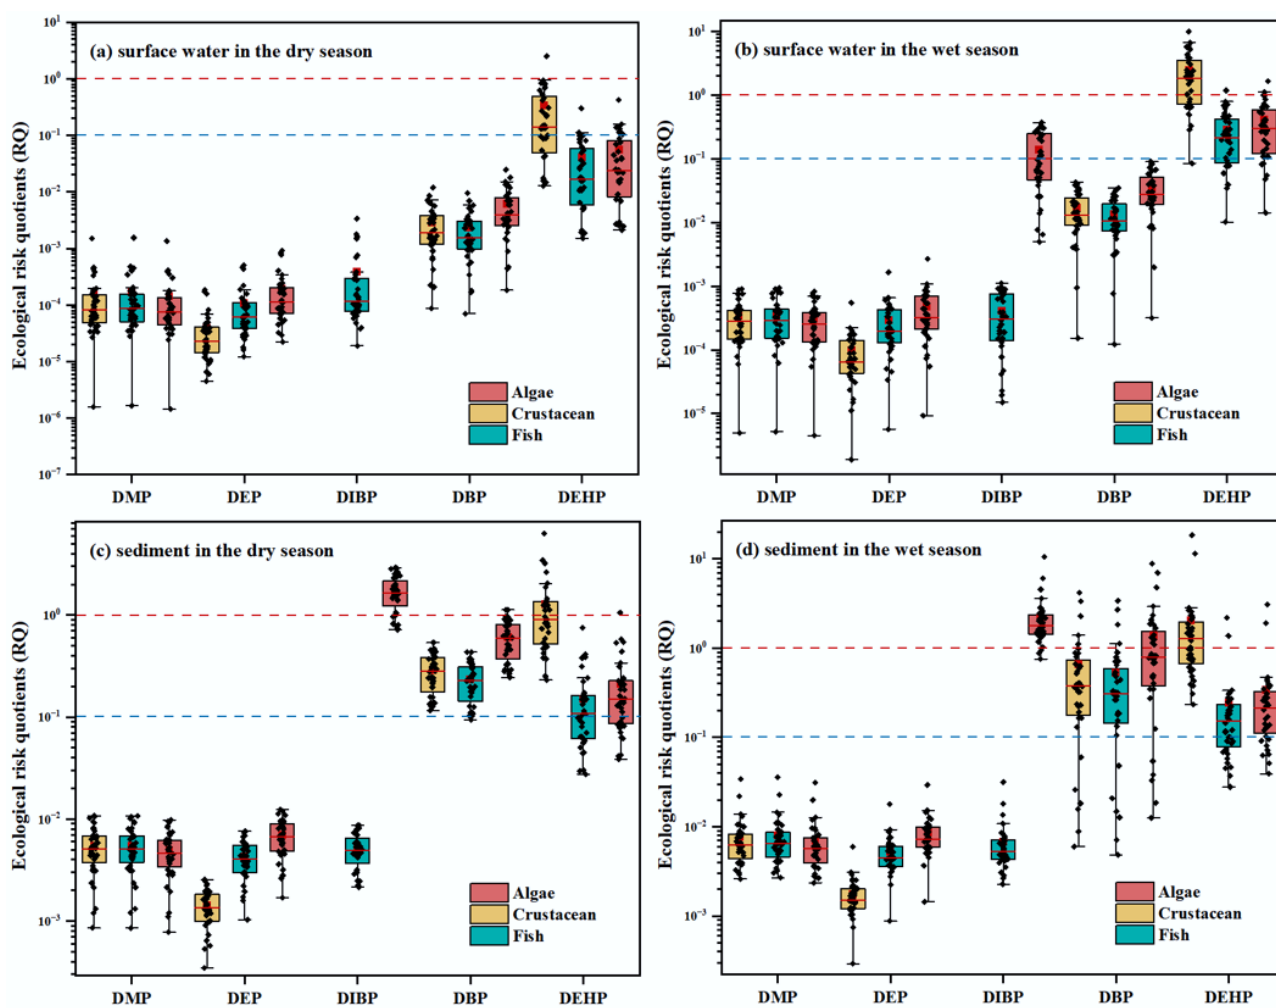 (a) surface water in the dry season
Ecological risk quotients (RQ)
10¹
10⁰
10⁻¹
10⁻²
10⁻³
10⁻⁴
10⁻⁵
10⁻⁶
10⁻⁷
Algae
Crustacean
Fish
DMP DEP DIBP DBP DEHP
(b) surface water in the wet season
Ecological risk quotients (RQ)
10¹
10⁰
10⁻¹
10⁻²
10⁻³
10⁻⁴
10⁻⁵
Algae
Crustacean
Fish
DMP DEP DIBP DBP DEHP
(c) sediment in the dry season
Ecological risk quotients (RQ)
10⁰
10⁻¹
10⁻²
10⁻³
Algae
Crustacean
Fish
DMP DEP DIBP DBP DEHP
(d) sediment in the wet season
Ecological risk quotients (RQ)
10¹
10⁰
10⁻¹
10⁻²
10⁻³
Algae
Crustacean
Fish
DMP DEP DIBP DBP DEHP